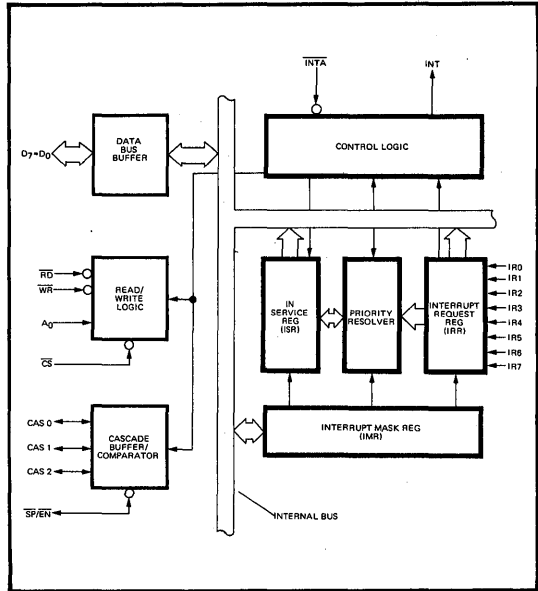 INTA
INT
DATA
BUS
BUFFER
D7-D0
CONTROL LOGIC
RD
WR
A0
CS
READ/
WRITE
LOGIC
IN
SERVICE
REG
(ISR)
PRIORITY
RESOLVER
INTERRUPT
REQUEST
REG
(IRR)
IR0
IR1
IR2
IR3
IR4
IR5
IR6
IR7
CAS 0
CAS 1
CAS 2
CASCADE
BUFFER/
COMPARATOR
INTERRUPT MASK REG
(IMR)
SP/EN
INTERNAL BUS